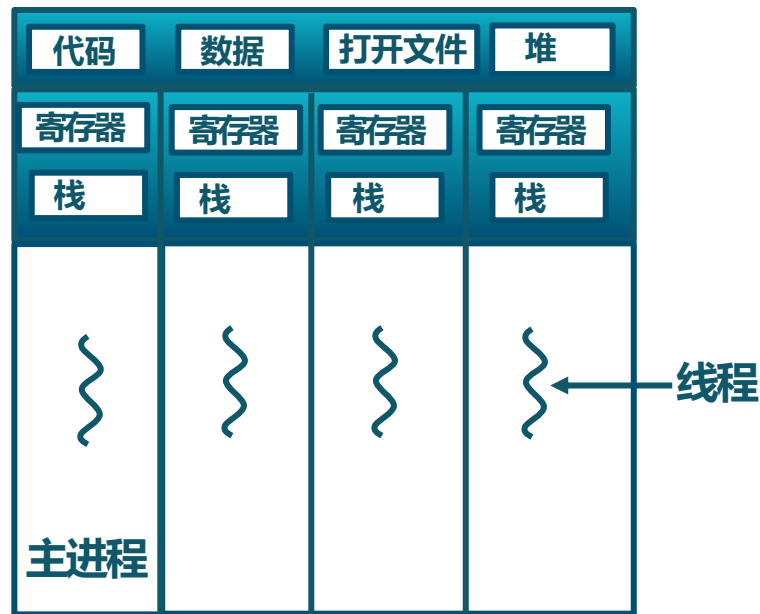 代码 数据 打开文件 堆
寄存器 寄存器 寄存器 寄存器
栈 栈 栈 栈
线程
主进程